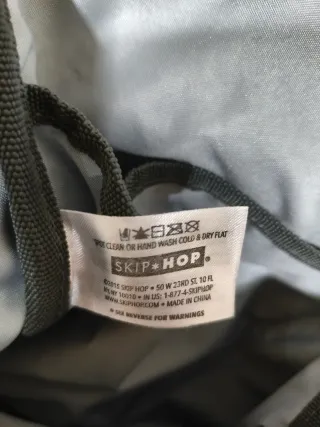 SPOT CLEAN OR HAND WASH COLD & DRY FLAT
SKIP*HOP®
©2015 SKIP HOP • 50 W 23RD ST, 10 FL
NY, NY 10010 • IN US: 1-877-4-SKIPHOP
WWW.SKIPHOP.COM • MADE IN CHINA
* SEE REVERSE FOR WARNINGS